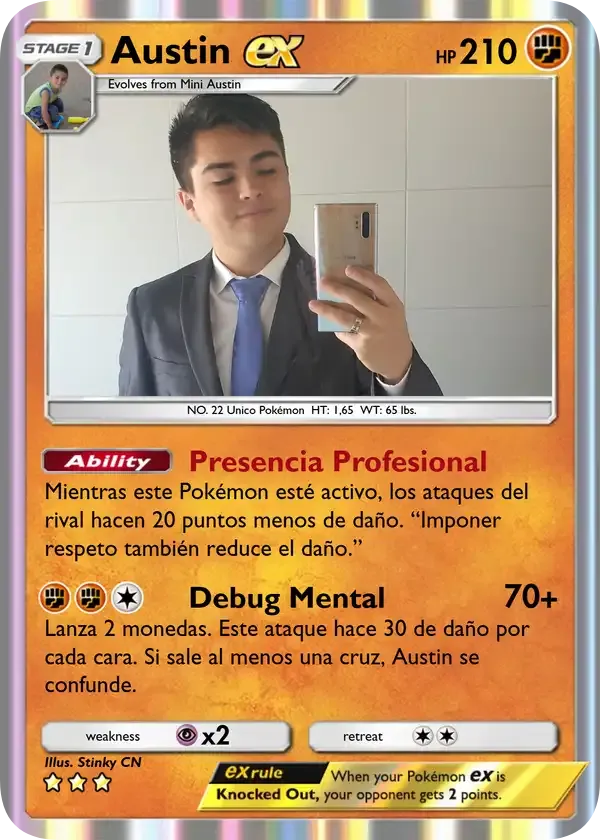 STAGE 1
Austin ex
HP 210
Evolves from Mini Austin
NO. 22 Unico Pokémon HT: 1,65 WT: 65 lbs.
Ability Presencia Profesional
Mientras este Pokémon esté activo, los ataques del
rival hacen 20 puntos menos de daño. “Imponer
respeto también reduce el daño.”
Debug Mental 70+
Lanza 2 monedas. Este ataque hace 30 de daño por
cada cara. Si sale al menos una cruz, Austin se
confunde.
weakness x2
retreat
Illus. Stinky CN
ex rule When your Pokémon ex is
Knocked Out, your opponent gets 2 points.